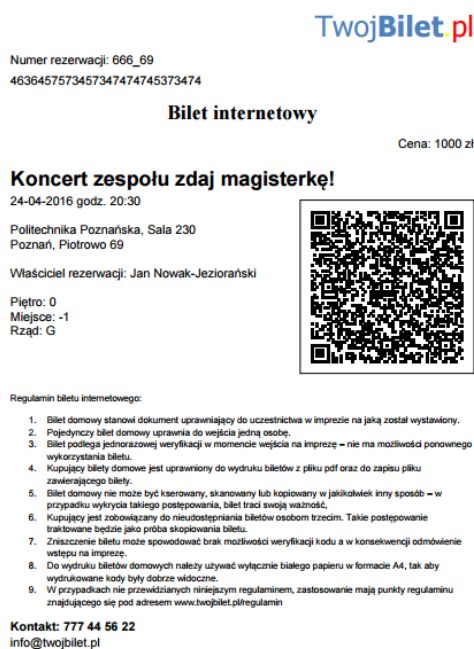 TwojBilet.pl
Numer rezerwacji: 666_69
4636457573457347474745373474
Bilet internetowy
Cena: 1000 zł
Koncert zespołu zdaj magisterkę!
24-04-2016 godz. 20:30
Politechnika Poznańska, Sala 230
Poznań, Piotrowo 69
Właściciel rezerwacji: Jan Nowak-Jeziorański
Piętro: 0
Miejsce: -1
Rząd: G
Regulamin biletu internetowego:
1. Bilet domowy stanowi dokument uprawniający do uczestnictwa w imprezie na jaką został wystawiony.
2. Pojedynczy bilet domowy uprawnia do wejścia jedną osobę.
3. Bilet podlega jednorazowej weryfikacji w momencie wejścia na imprezę – nie ma możliwości ponownego
wykorzystania biletu.
4. Kupujący bilety domowe jest uprawniony do wydruku biletów z pliku pdf oraz do zapisu pliku
zawierającego bilety.
5. Bilet domowy nie może być kserowany, skanowany lub kopiowany w jakikolwiek inny sposób – w
przypadku wykrycia takiego postępowania, bilet traci swoją ważność,
6. Kupujący jest zobowiązany do nieudostępniania biletów osobom trzecim. Takie postępowanie
traktowane będzie jako próba skopiowania biletu.
7. Zniszczenie biletu może spowodować brak możliwości weryfikacji kodu a w konsekwencji odmówienie
wstępu na imprezę.
8. Do wydruku biletów domowych należy używać wyłącznie białego papieru w formacie A4, tak aby
wydrukowane kody były dobrze widoczne.
9. W przypadkach nie przewidzianych niniejszym regulaminem, zastosowanie mają punkty regulaminu
znajdującego się pod adresem www.twojbilet.pl/regulamin
Kontakt: 777 44 56 22
info@twojbilet.pl